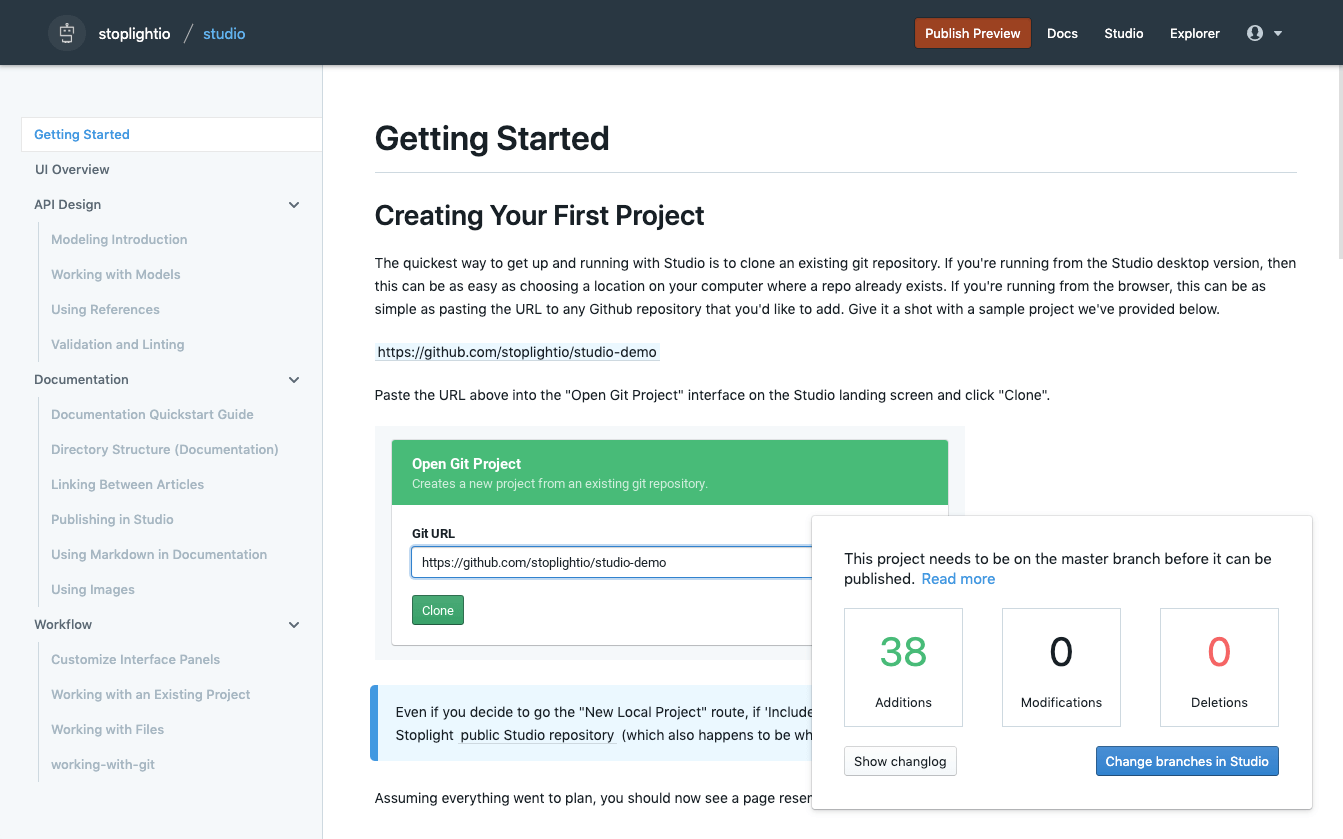 stoplightio / studio
Publish Preview
Docs
Studio
Explorer
Getting Started
UI Overview
API Design
Modeling Introduction
Working with Models
Using References
Validation and Linting
Documentation
Documentation Quickstart Guide
Directory Structure (Documentation)
Linking Between Articles
Publishing in Studio
Using Markdown in Documentation
Using Images
Workflow
Customize Interface Panels
Working with an Existing Project
Working with Files
working-with-git
Getting Started
Creating Your First Project
The quickest way to get up and running with Studio is to clone an existing git repository. If you're running from the Studio desktop version, then
this can be as easy as choosing a location on your computer where a repo already exists. If you're running from the browser, this can be as
simple as pasting the URL to any Github repository that you'd like to add. Give it a shot with a sample project we've provided below.
https://github.com/stoplightio/studio-demo
Paste the URL above into the "Open Git Project" interface on the Studio landing screen and click "Clone".
Open Git Project
Creates a new project from an existing git repository.
Git URL
https://github.com/stoplightio/studio-demo
Clone
Even if you decide to go the "New Local Project" route, if 'Include
Stoplight public Studio repository (which also happens to be wh
Assuming everything went to plan, you should now see a page
This project needs to be on the master branch before it can be
published. Read more
38
Additions
0
Modifications
0
Deletions
Show changlog
Change branches in Studio